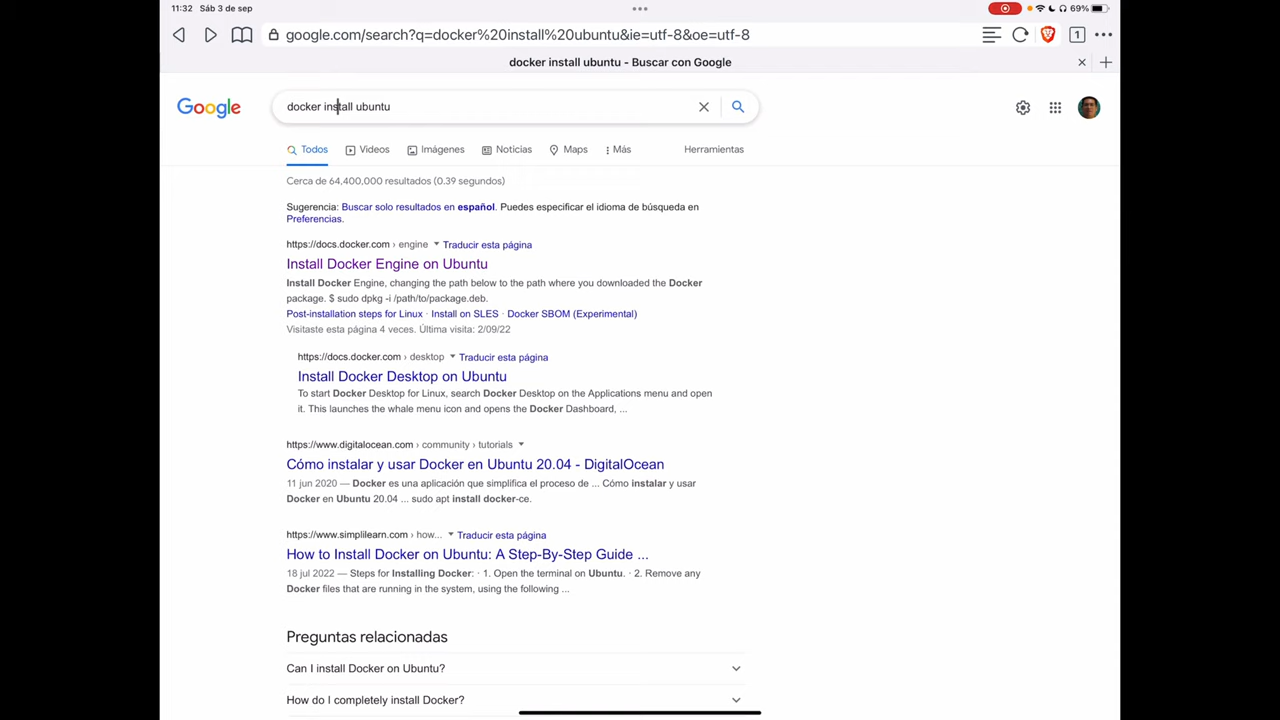 11:32 Sáb 3 de sep
69%
google.com/search?q=docker%20install%20ubuntu&ie=utf-8&oe=utf-8
1
docker install ubuntu - Buscar con Google
Google
docker install ubuntu
Todos
Videos
Imágenes
Noticias
Maps
Más
Herramientas
Cerca de 64,400,000 resultados (0.39 segundos)
Sugerencia: Buscar solo resultados en español. Puedes especificar el idioma de búsqueda en
Preferencias.
https://docs.docker.com › engine Traducir esta página
Install Docker Engine on Ubuntu
Install Docker Engine, changing the path below to the path where you downloaded the Docker
package. $ sudo dpkg -i /path/to/package.deb.
Post-installation steps for Linux · Install on SLES · Docker SBOM (Experimental)
Visitaste esta página 4 veces. Última visita: 2/09/22
https://docs.docker.com › desktop Traducir esta página
Install Docker Desktop on Ubuntu
To start Docker Desktop for Linux, search Docker Desktop on the Applications menu and open
it. This launches the whale menu icon and opens the Docker Dashboard, ...
https://www.digitalocean.com › community › tutorials
Cómo instalar y usar Docker en Ubuntu 20.04 - DigitalOcean
11 jun 2020 — Docker es una aplicación que simplifica el proceso de ... Cómo instalar y usar
Docker en Ubuntu 20.04 ... sudo apt install docker-ce.
https://www.simplilearn.com › how... Traducir esta página
How to Install Docker on Ubuntu: A Step-By-Step Guide ...
18 jul 2022 — Steps for Installing Docker: · 1. Open the terminal on Ubuntu. · 2. Remove any
Docker files that are running in the system, using the following ...
Preguntas relacionadas
Can I install Docker on Ubuntu?
How do I completely install Docker?